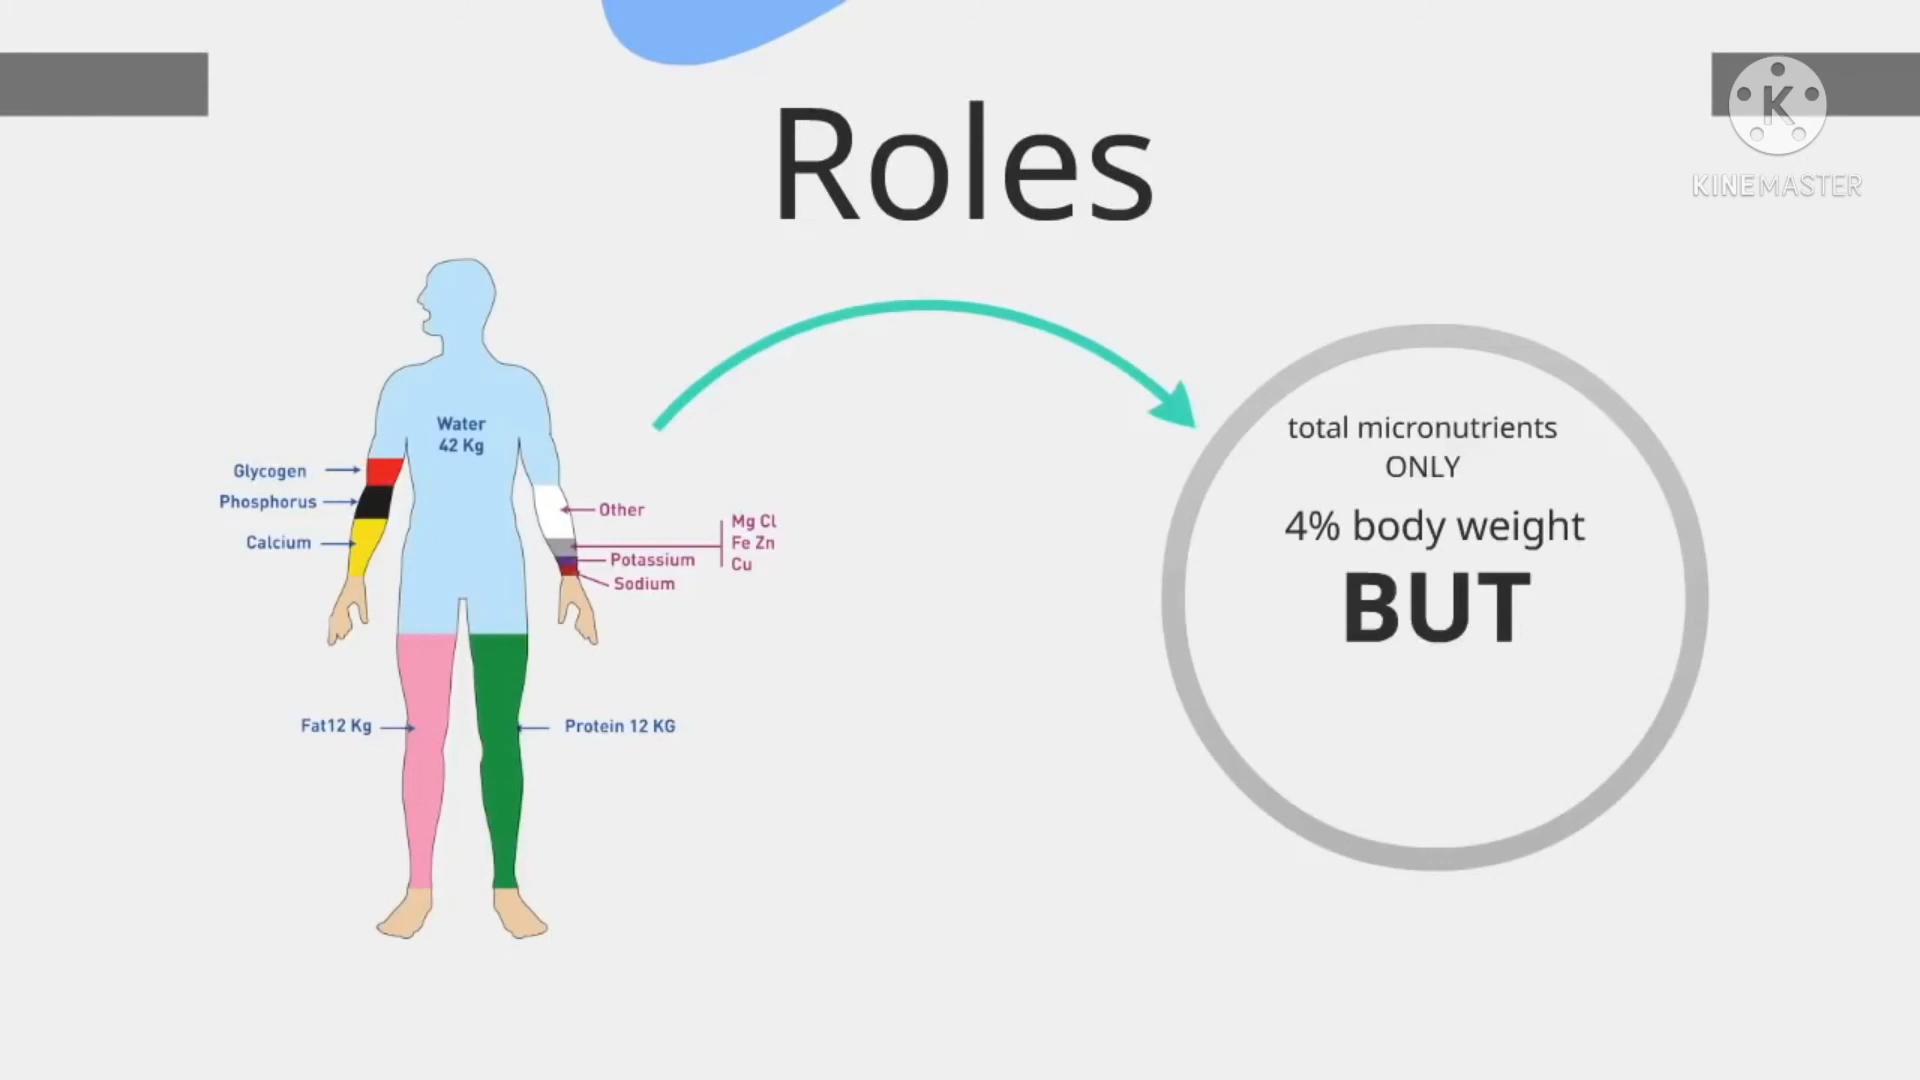 Roles
K
KINEMASTER
Water
42 Kg
Glycogen
Phosphorus
Calcium
Other
Mg Cl
Fe Zn
Cu
Potassium
Sodium
Fat12 Kg
Protein 12 KG
total micronutrients
ONLY
4% body weight
BUT